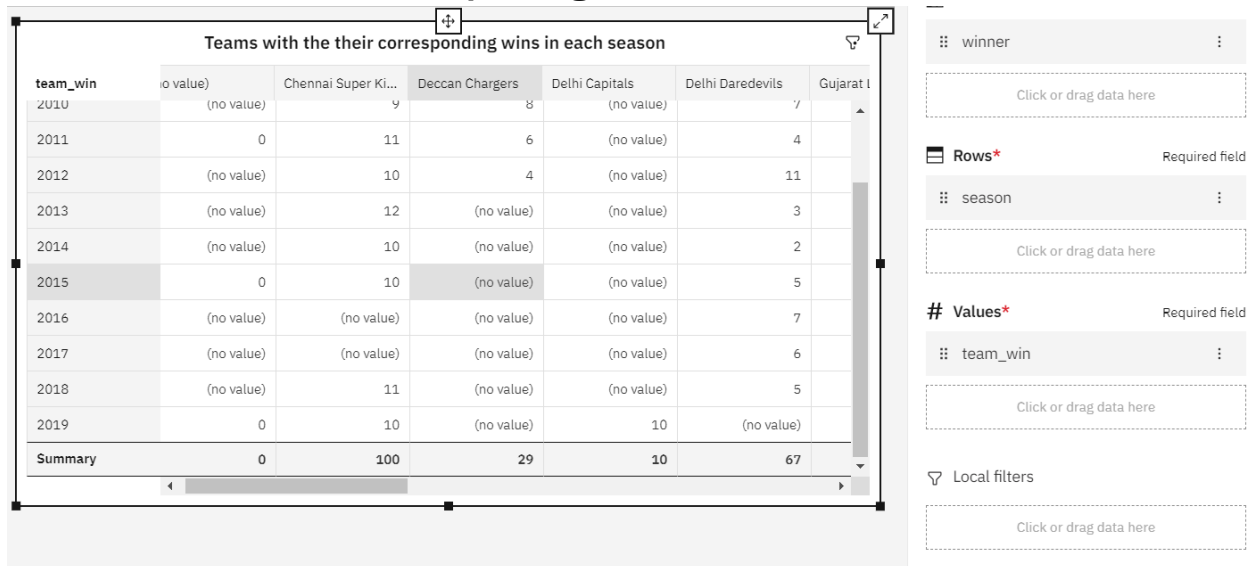 Teams with the their corresponding wins in each season
team_win (no value) Chennai Super Ki... Deccan Chargers Delhi Capitals Delhi Daredevils Gujarat
2010 (no value) 9 8 (no value) 7
2011 0 11 6 (no value) 4
2012 (no value) 10 4 (no value) 11
2013 (no value) 12 (no value) (no value) 3
2014 (no value) 10 (no value) (no value) 2
2015 0 10 (no value) (no value) 5
2016 (no value) (no value) (no value) (no value) 7
2017 (no value) (no value) (no value) (no value) 6
2018 (no value) 11 (no value) (no value) 5
2019 0 10 (no value) 10 (no value)
Summary 0 100 29 10 67
winner
Click or drag data here
Rows* Required field
season
Click or drag data here
# Values* Required field
team_win
Click or drag data here
Local filters
Click or drag data here